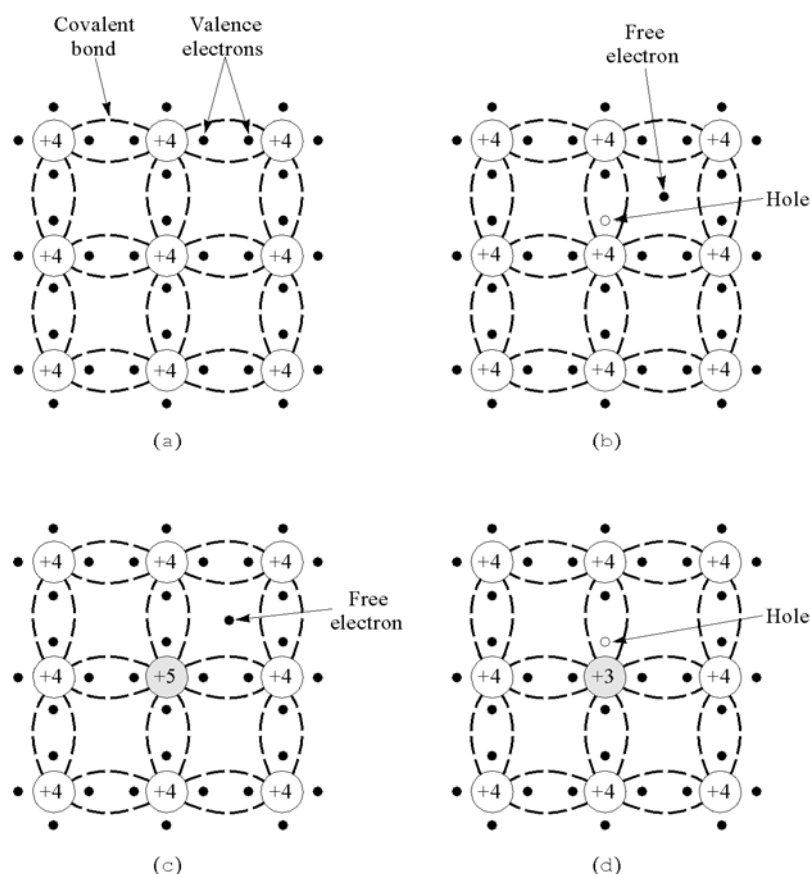 Covalent
bond
Valence
electrons
+4 +4 +4
+4 +4 +4
+4 +4 +4
(a)
Free
electron
+4 +4 +4
Hole
+4 +4 +4
+4 +4 +4
(b)
+4 +4 +4
Free
electron
+4 +5 +4
+4 +4 +4
(c)
+4 +4 +4
Hole
+4 +3 +4
+4 +4 +4
(d)